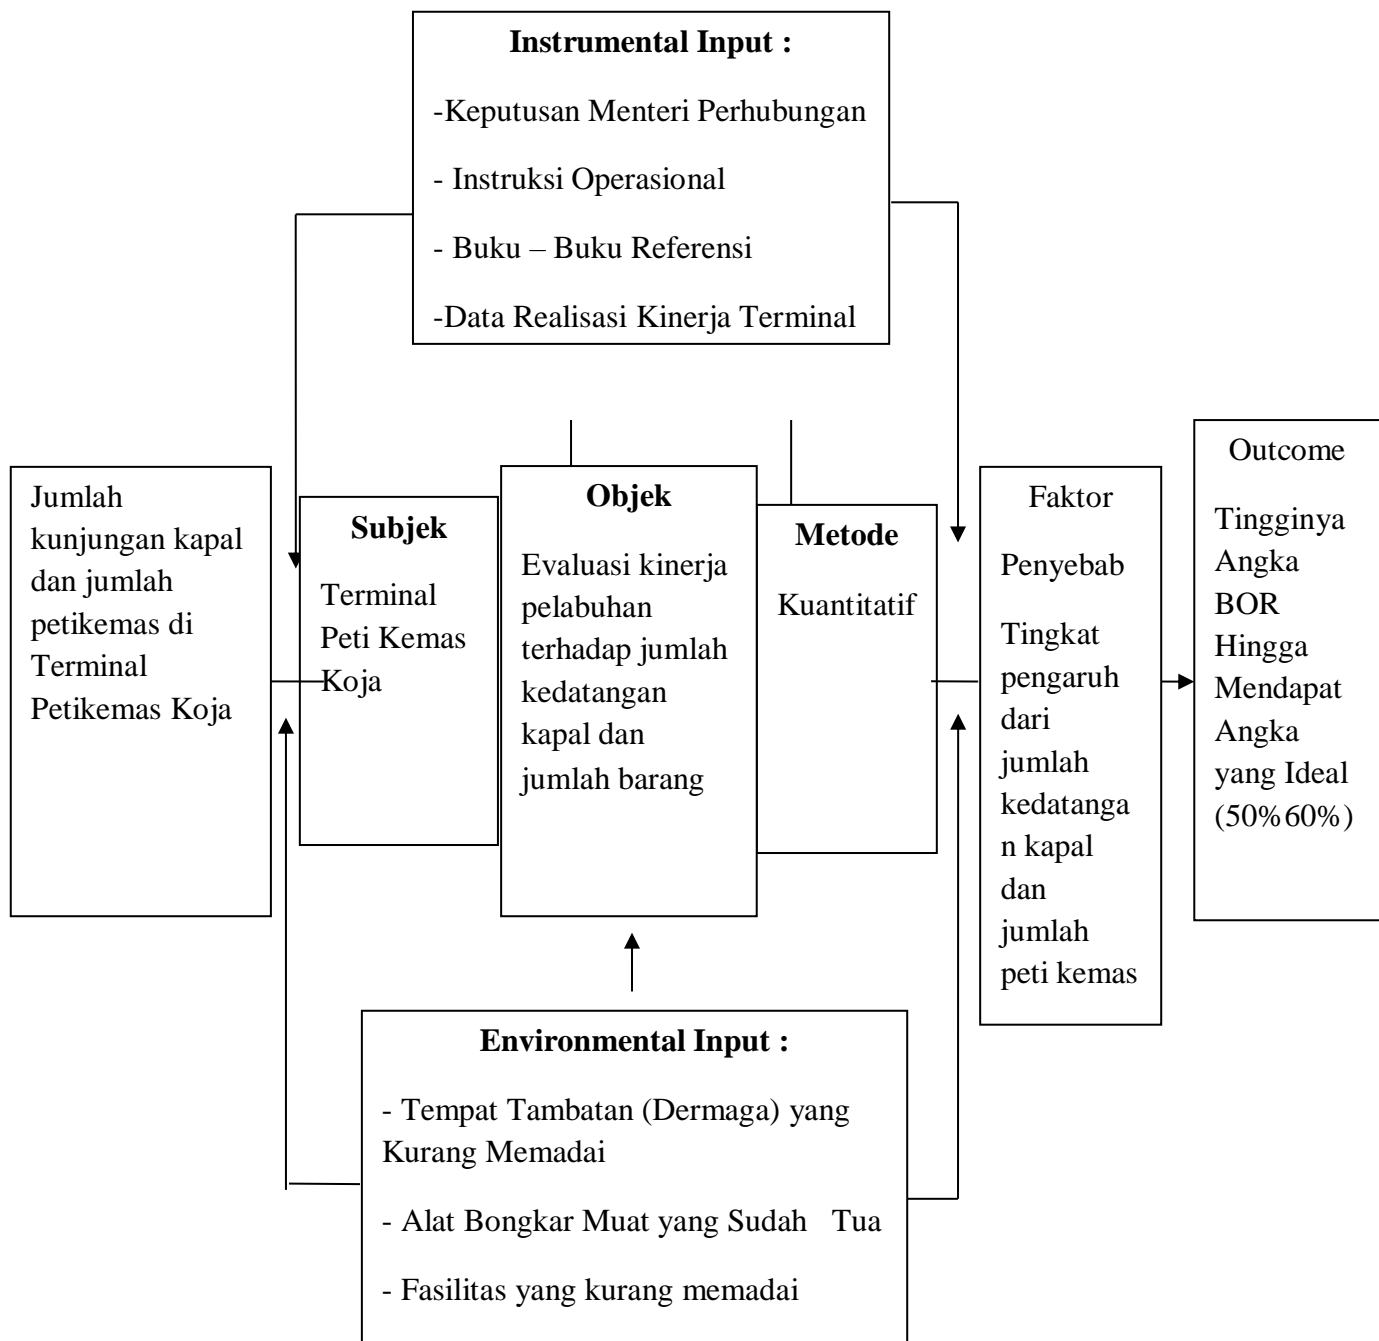 Instrumental Input :
-Keputusan Menteri Perhubungan
- Instruksi Operasional
- Buku – Buku Referensi
-Data Realisasi Kinerja Terminal
Jumlah
kunjungan kapal
dan jumlah
petikemas di
Terminal
Petikemas Koja
Subjek
Terminal
Peti Kemas
Koja
Objek
Evaluasi kinerja
pelabuhan
terhadap jumlah
kedatangan
kapal dan
jumlah barang
Metode
Kuantitatif
Faktor
Penyebab
Tingkat
pengaruh
dari
jumlah
kedatanga
n kapal
dan
jumlah
peti kemas
Outcome
Tingginya
Angka
BOR
Hingga
Mendapat
Angka
yang Ideal
(50%60%)
Environmental Input :
- Tempat Tambatan (Dermaga) yang
Kurang Memadai
- Alat Bongkar Muat yang Sudah Tua
- Fasilitas yang kurang memadai